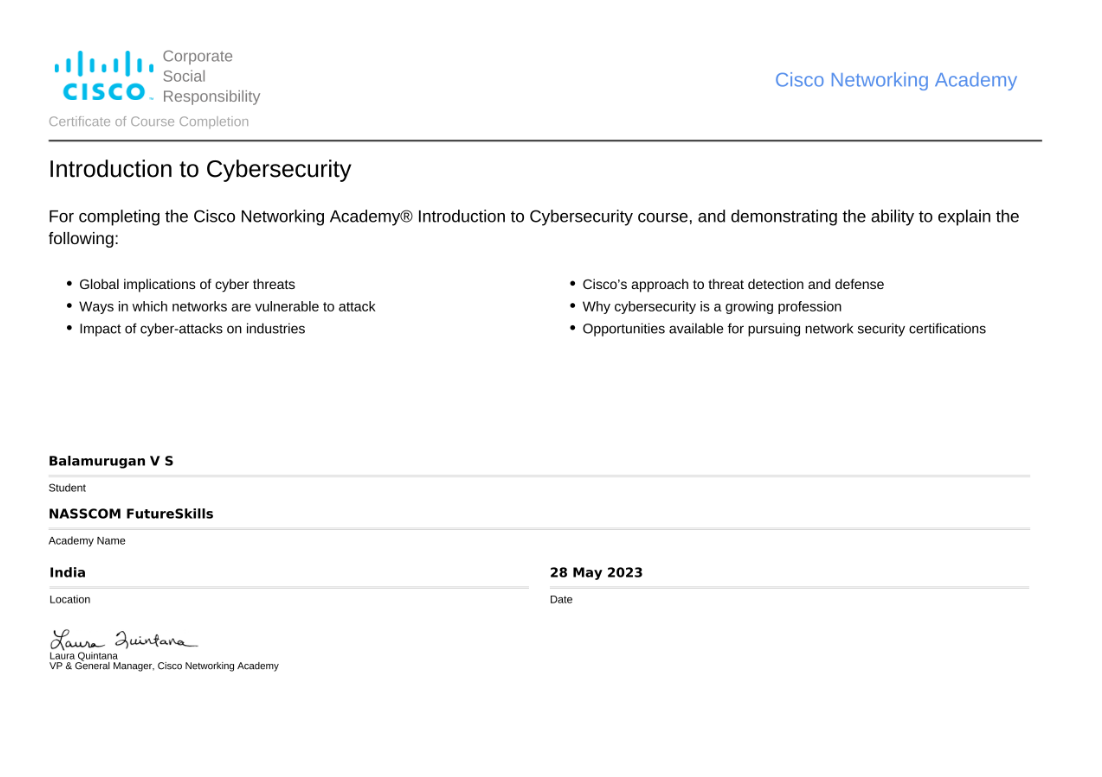 Corporate
Social
Responsibility
CISCO
Cisco Networking Academy
Certificate of Course Completion
Introduction to Cybersecurity
For completing the Cisco Networking Academy® Introduction to Cybersecurity course, and demonstrating the ability to explain the
following:
• Global implications of cyber threats
• Ways in which networks are vulnerable to attack
• Impact of cyber-attacks on industries
• Cisco's approach to threat detection and defense
• Why cybersecurity is a growing profession
• Opportunities available for pursuing network security certifications
Balamurugan V S
Student
NASSCOM FutureSkills
Academy Name
India
Location
28 May 2023
Date
Laura Quintana
Laura Quintana
VP & General Manager, Cisco Networking Academy